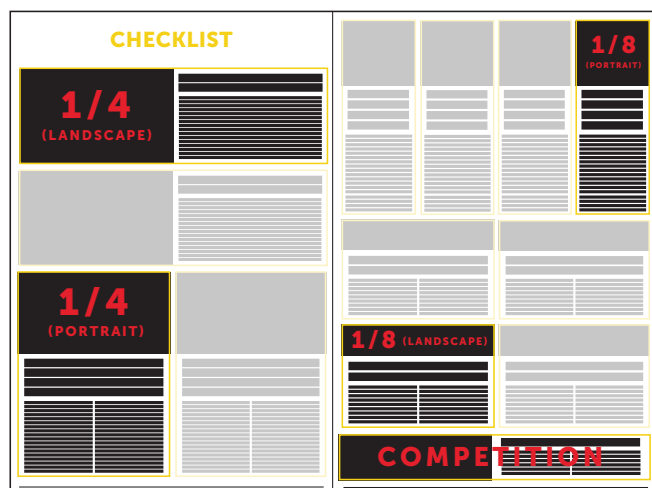 CHECKLIST
1/4
(LANDSCAPE)
1/4
(PORTRAIT)
1/8
(PORTRAIT)
1/8 (LANDSCAPE)
COMPETITION